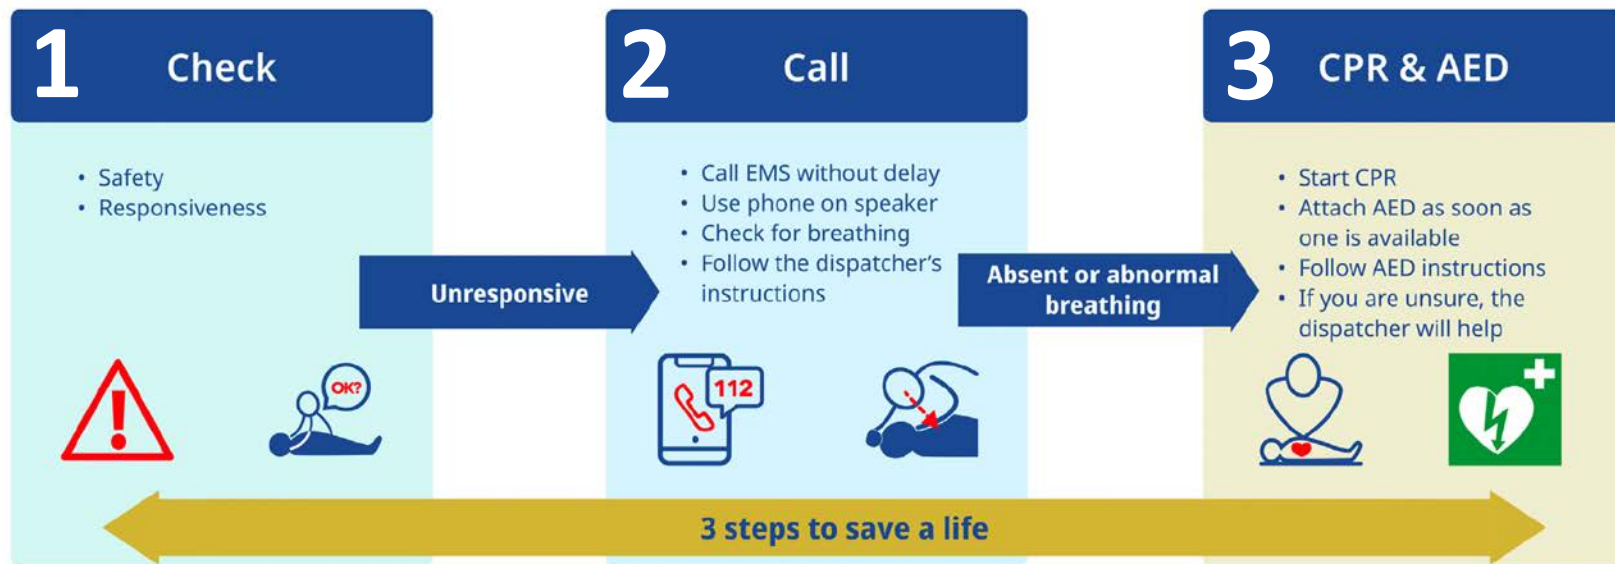 1 Check
• Safety
• Responsiveness
OK?
Unresponsive
2 Call
• Call EMS without delay
• Use phone on speaker
• Check for breathing
• Follow the dispatcher's
instructions
112
Absent or abnormal
breathing
3 CPR & AED
• Start CPR
• Attach AED as soon as
one is available
• Follow AED instructions
• If you are unsure, the
dispatcher will help
3 steps to save a life